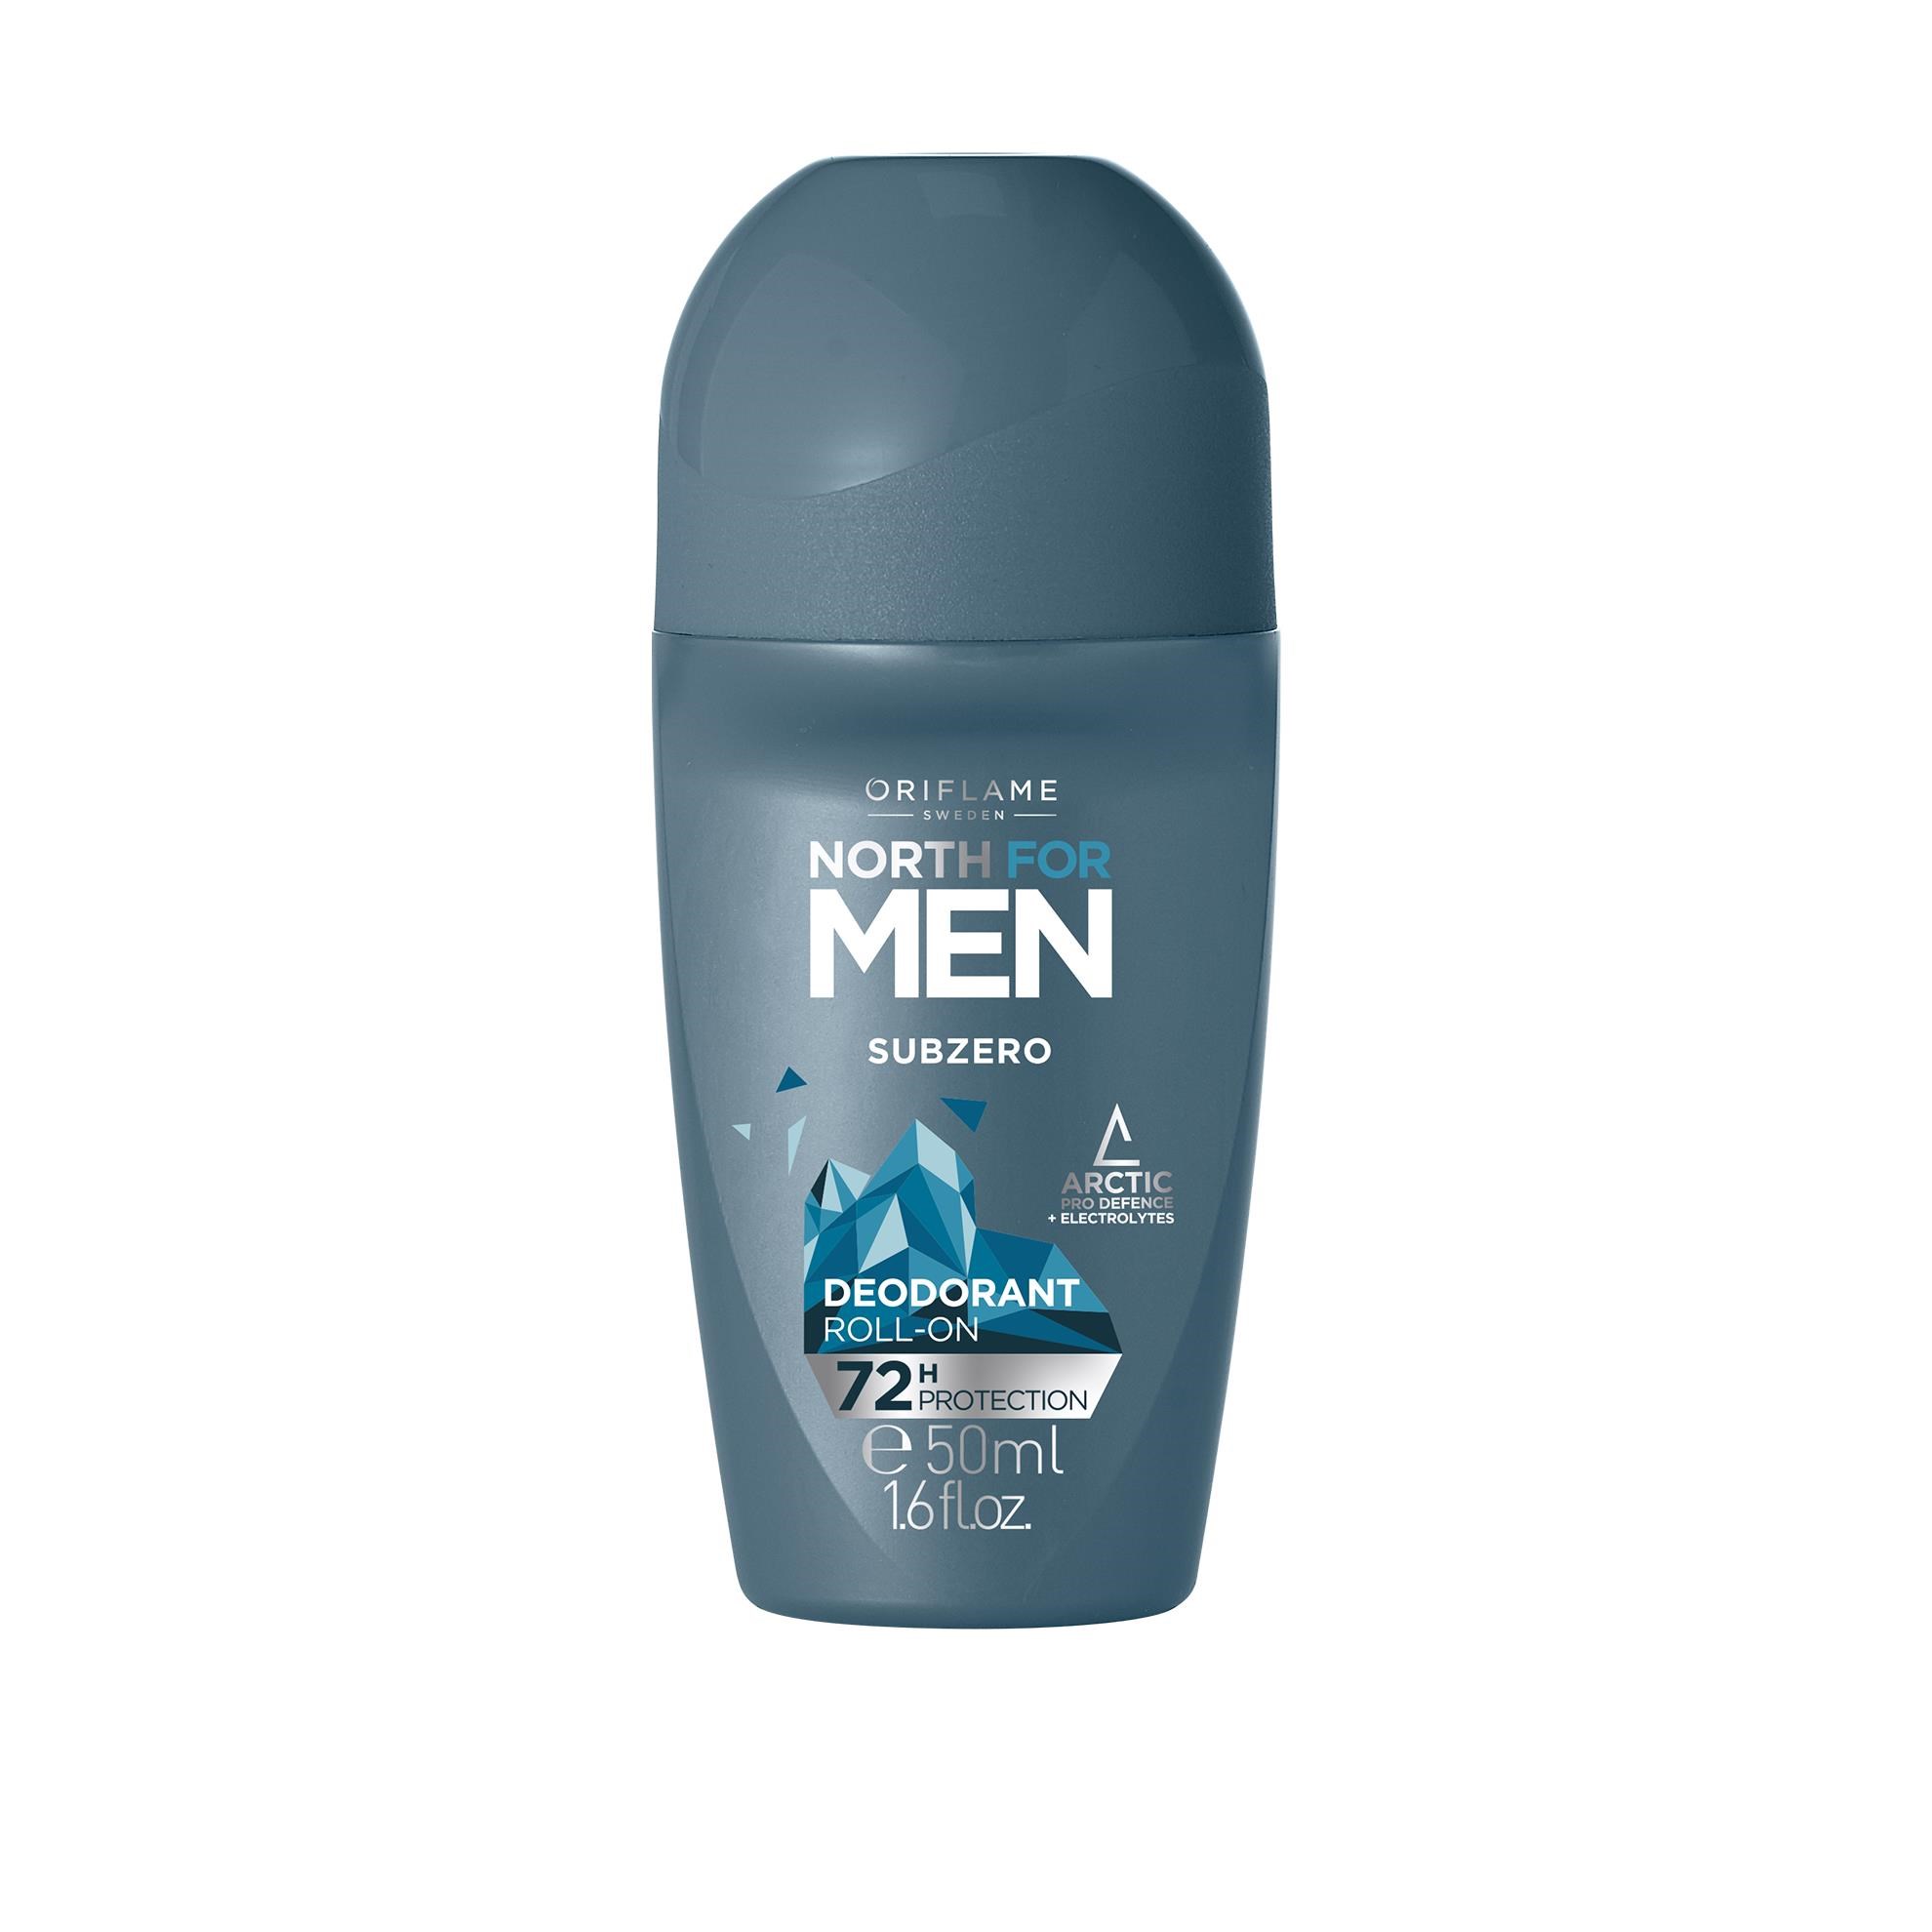 ORIFLAME
SWEDEN
NORTH FOR
MEN
SUBZERO
ARCTIC
PRO DEFENCE
+ ELECTROLYTES
DEODORANT
ROLL-ON
72H PROTECTION
e 50ml
1.6 fl.oz.